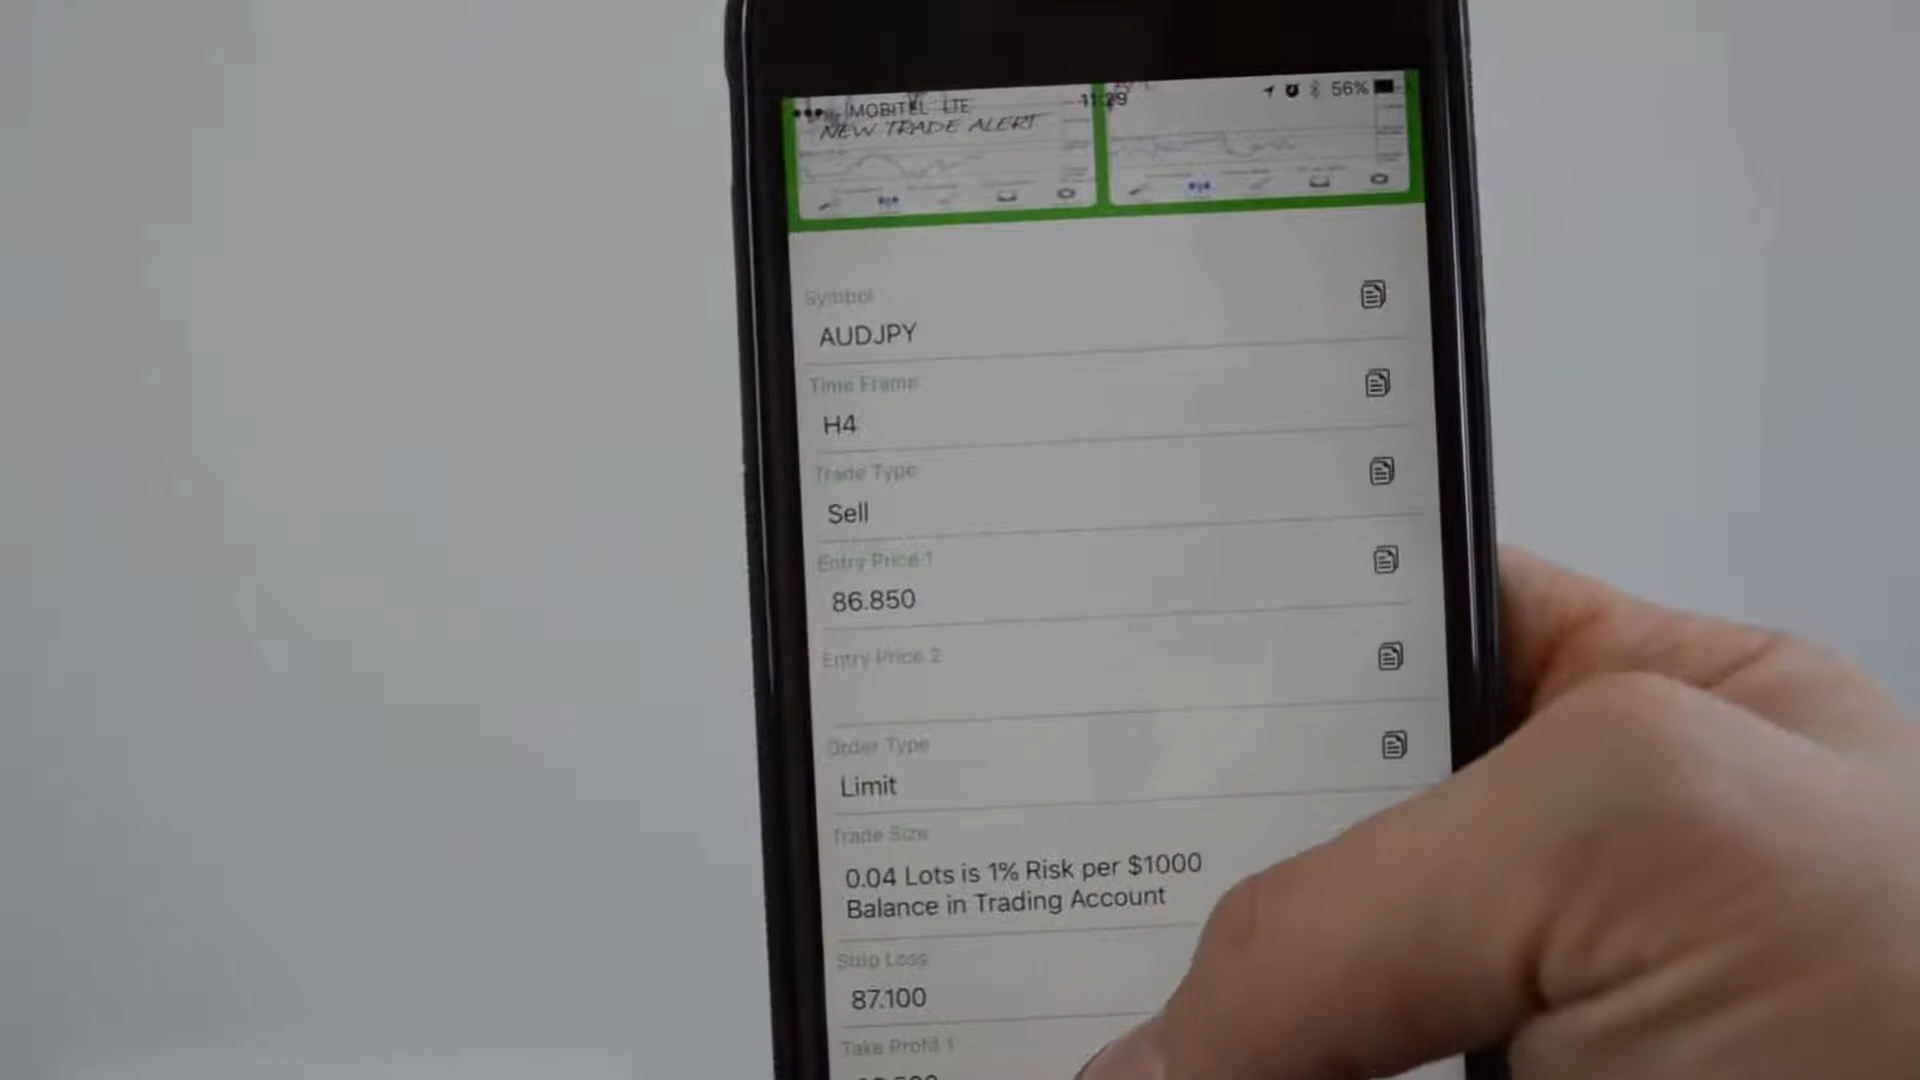 MOBITEL LTE 11:29 56%
NEW TRADE ALERT
Symbol
AUDJPY
Time Frame
H4
Trade Type
Sell
Entry Price 1
86.850
Entry Price 2
Order Type
Limit
Trade Size
0.04 Lots is 1% Risk per $1000
Balance in Trading Account
Stop Loss
87.100
Take Profit 1